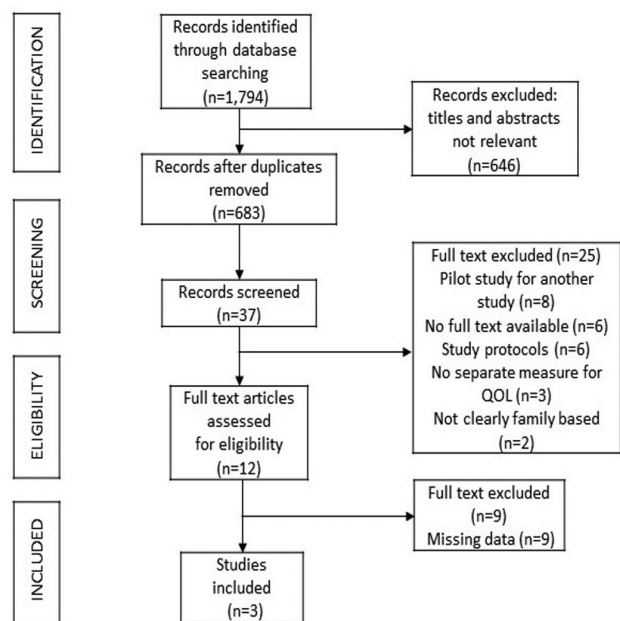 IDENTIFICATION
Records identified
through database
searching
(n=1,794)
Records excluded:
titles and abstracts
not relevant
(n=646)
Records after duplicates
removed
(n=683)
SCREENING
Records screened
(n=37)
Full text excluded (n=25)
Pilot study for another
study (n=8)
No full text available (n=6)
Study protocols (n=6)
No separate measure for
QOL (n=3)
Not clearly family based
(n=2)
ELIGIBILITY
Full text articles
assessed
for eligibility
(n=12)
Full text excluded
(n=9)
Missing data (n=9)
INCLUDED
Studies
included
(n=3)